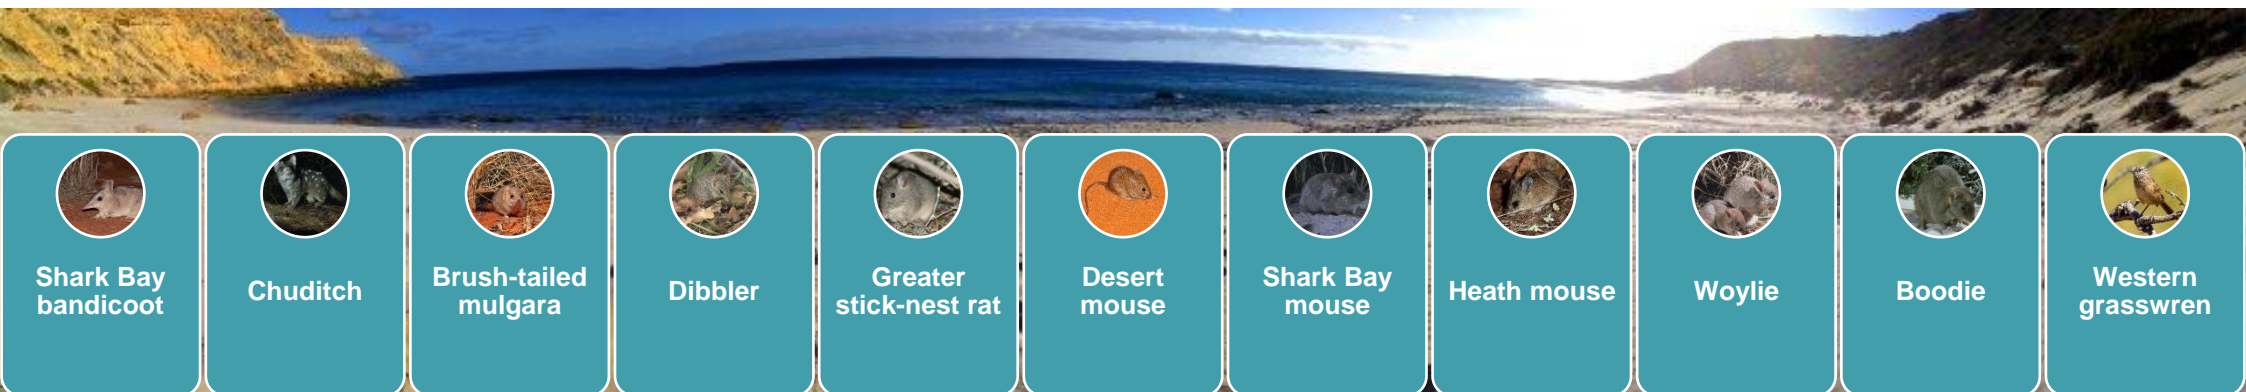 Shark Bay
bandicoot
Chuditch
Brush-tailed
mulgara
Dibbler
Greater
stick-nest rat
Desert
mouse
Shark Bay
mouse
Heath mouse
Woylie
Boodie
Western
grasswren